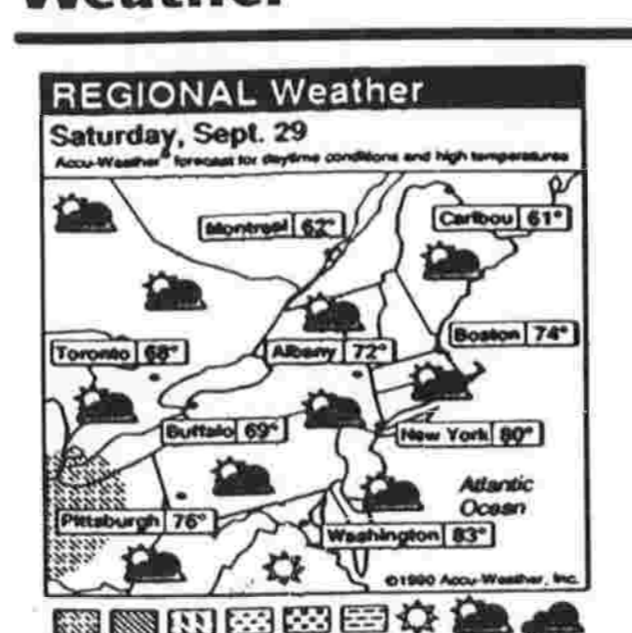 Weather
REGIONAL Weather
Saturday, Sept. 29
Accu-Weather® forecast for daytime conditions and high temperatures
Montreal 62°
Caribou 61°
Boston 74°
Toronto 68°
Albany 72°
Buffalo 69°
New York 80°
Atlantic
Ocean
Pittsburgh 76°
Washington 83°
©1990 Accu-Weather, Inc.